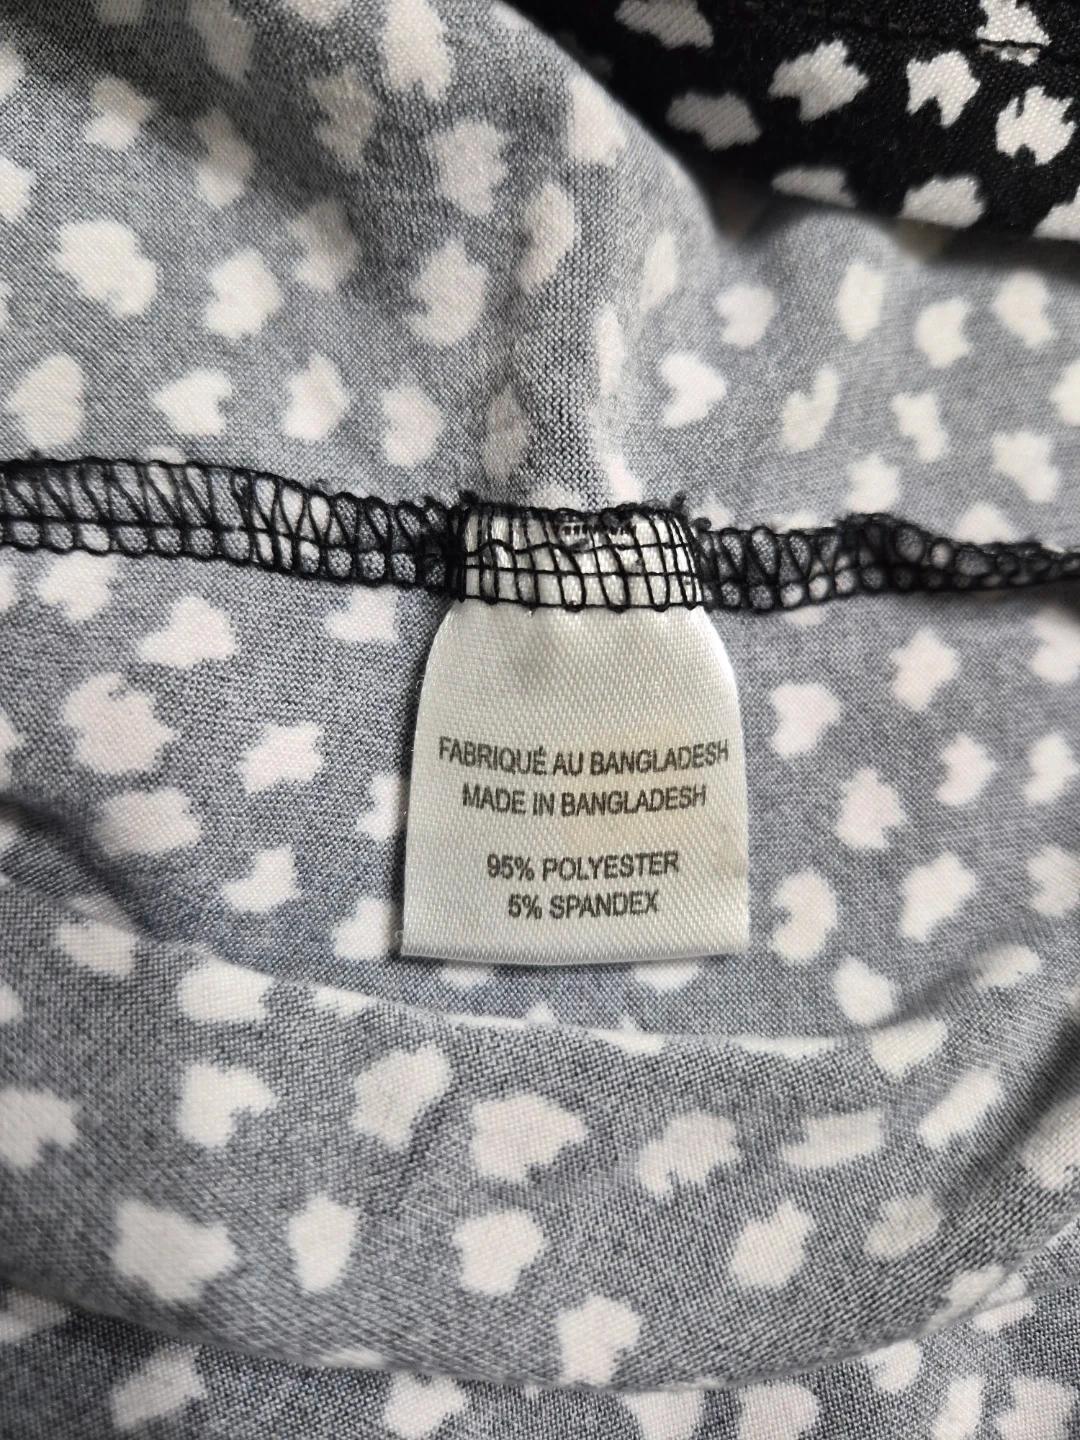 FABRIQUÉ AU BANGLADESH
MADE IN BANGLADESH
95% POLYESTER
5% SPANDEX